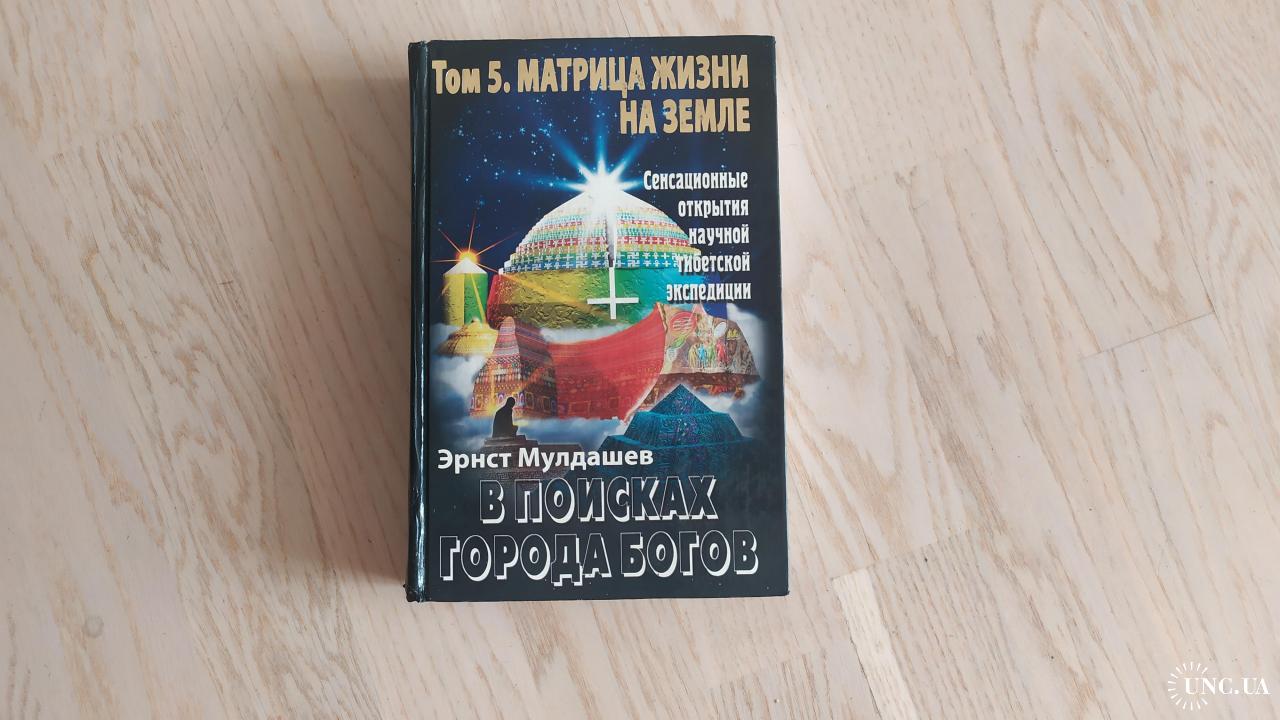 Том 5. МАТРИЦА ЖИЗНИ
НА ЗЕМЛЕ
Сенсационные
открытия
научной
тибетской
экспедиции
Эрнст Мулдашев
В ПОИСКАХ
ГОРОДА БОГОВ
UNC.UA